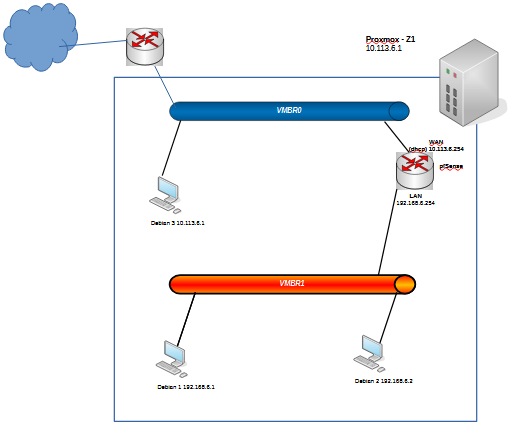 Proxmox - Z1
10.113.6.1
VMBR0
WAN
(dhcp) 10.113.6.254
pfSense
LAN
192.168.6.254
Debian 3 10.113.6.1
VMBR1
Debian 1 192.168.6.1
Debian 2 192.168.6.2